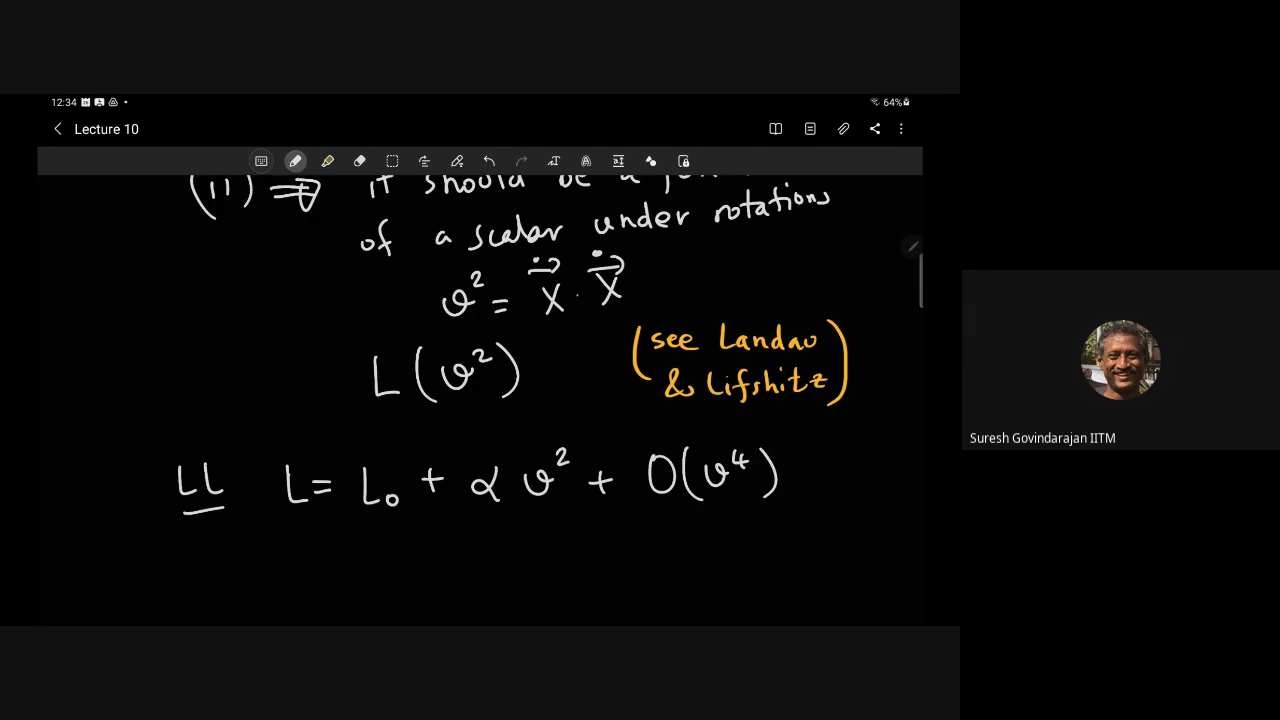 12:34
64%
Lecture 10
(ii) ⇒ it should be a
of a scalar under rotations
v² = ẋ⃗ · ẋ⃗
L(v²)
(see Landau
& Lifshitz)
LL L = L₀ + α v² + O(v⁴)
Suresh Govindarajan IITM